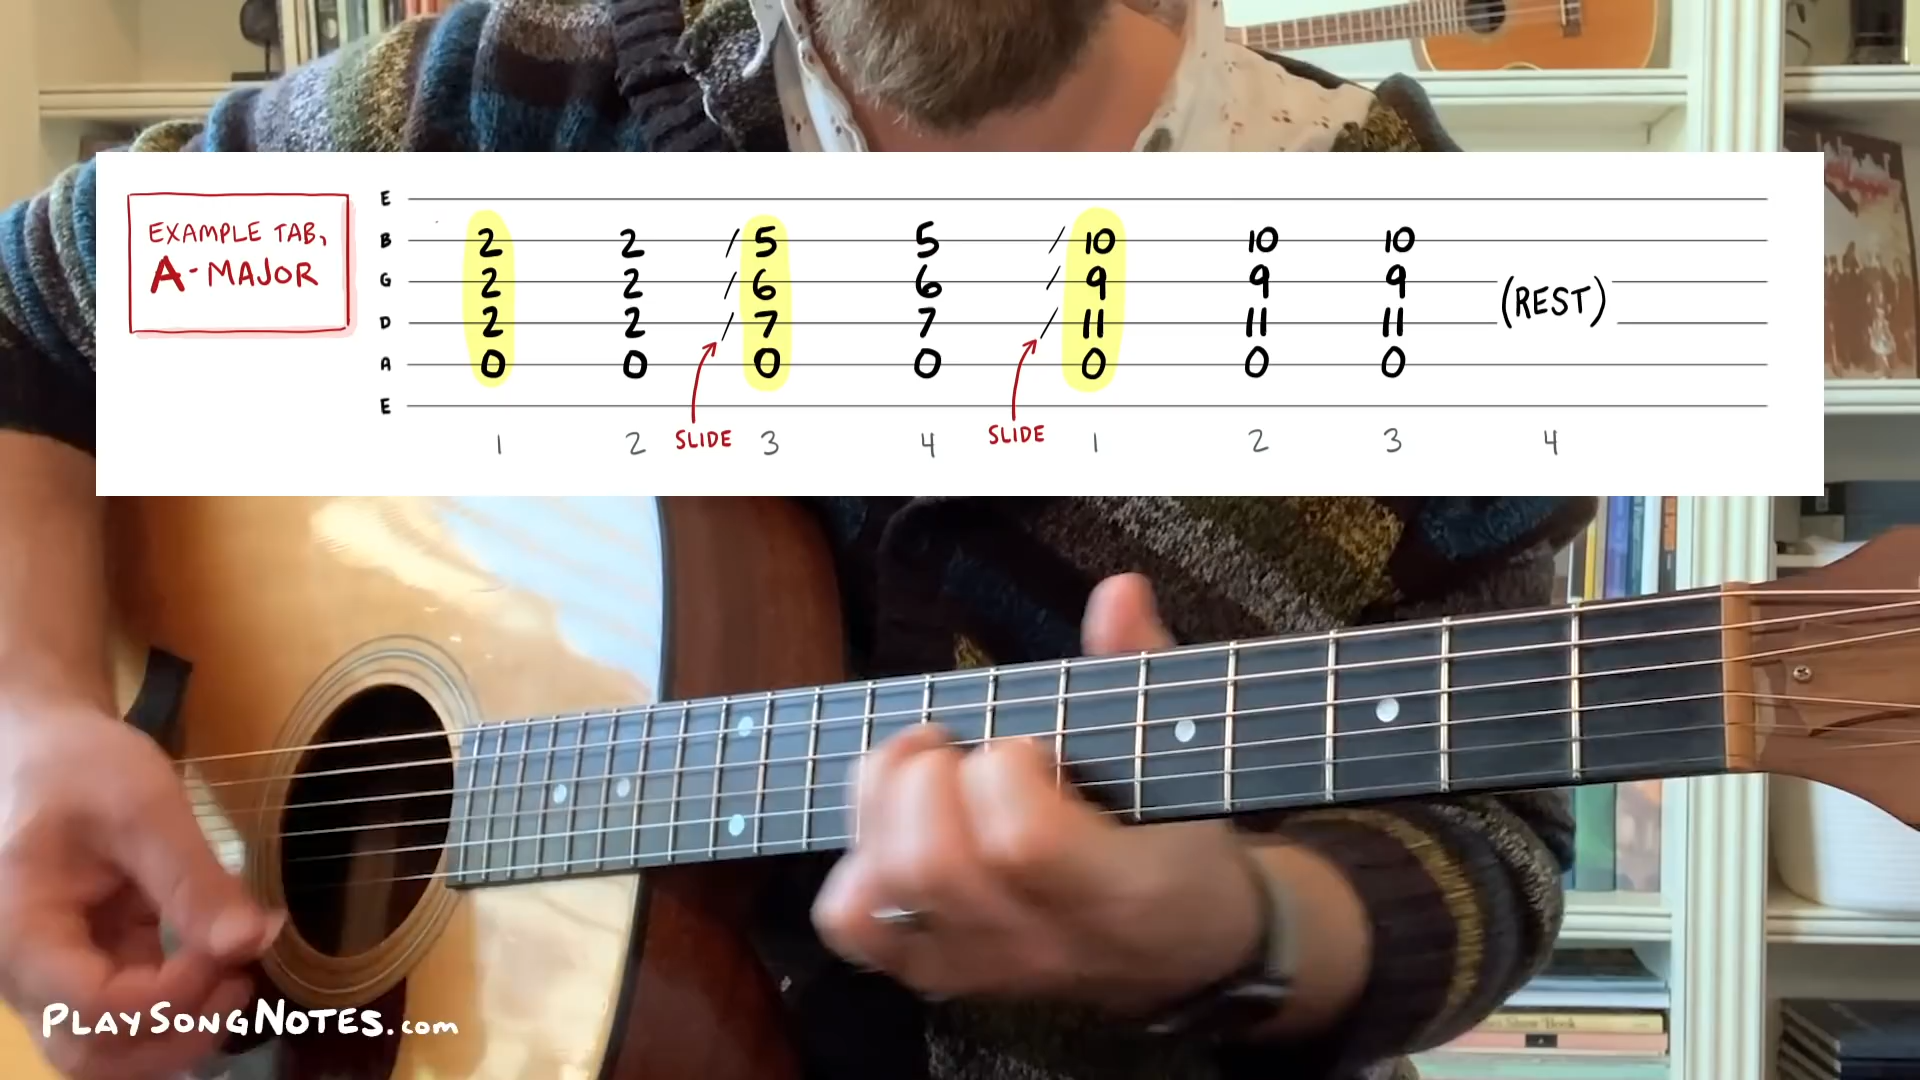 EXAMPLE TAB,
A-MAJOR
E
B 2 2 / 5 5 / 10 10 10
G 2 2 / 6 6 / 9 9 9 (REST)
D 2 2 / 7 7 / 11 11 11
A 0 0 0 0 0 0 0
E
1 2 SLIDE 3 4 SLIDE 1 2 3 4
PLAYSONGNOTES.com